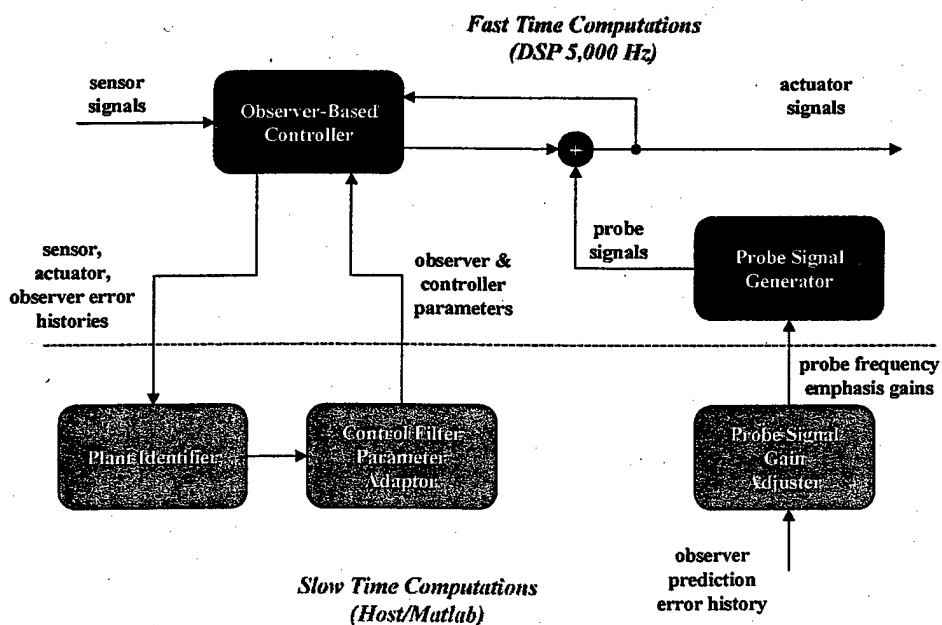 Fast Time Computations
(DSP 5,000 Hz)
sensor
signals
Observer-Based
Controller
+
actuator
signals
sensor,
actuator,
observer error
histories
observer &
controller
parameters
probe
signals
Probe Signal
Generator
probe frequency
emphasis gains
Plant Identifier
Control Filter
Parameter
Adaptor
Probe Signal
Gain
Adjuster
observer
prediction
error history
Slow Time Computations
(Host/Matlab)